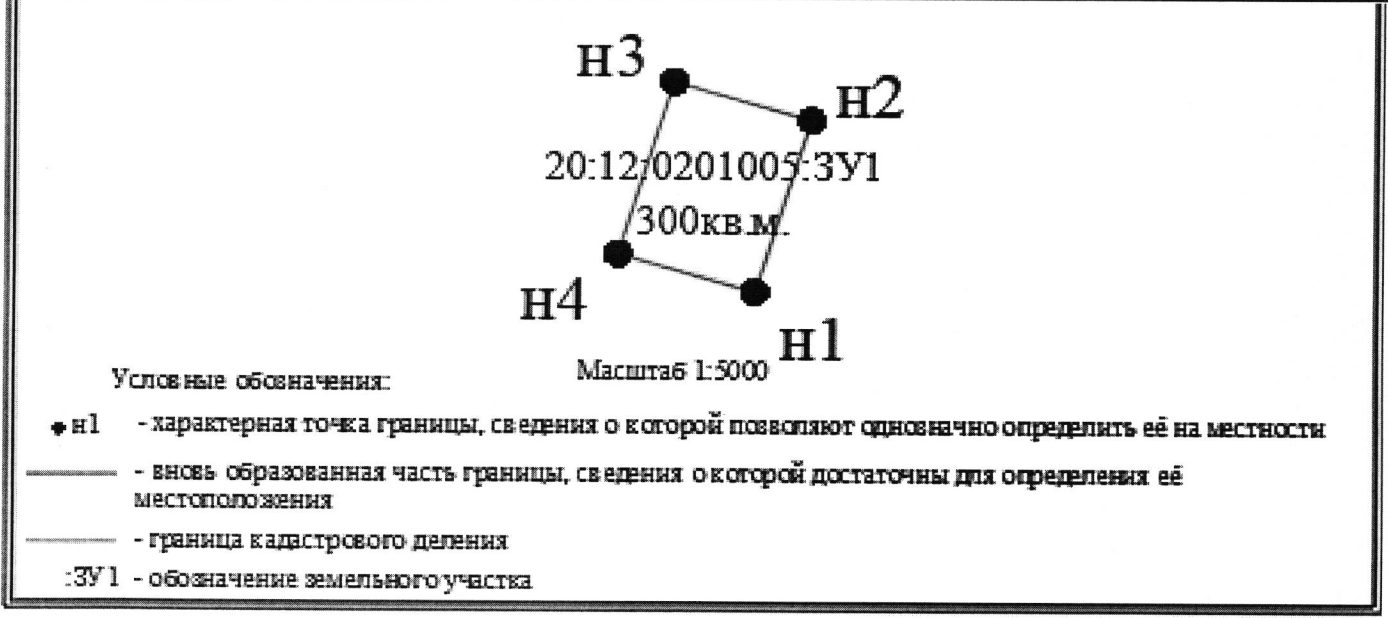 н3
н2
20:12:0201005:ЗУ1
300кв.м.
н4
н1
Масштаб 1:5000
Условные обозначения:
н1 - характерная точка границы, сведения о которой позволяют однозначно определить её на местности
- вновь образованная часть границы, сведения о которой достаточны для определения её
местоположения
- граница кадастрового деления
:ЗУ1 - обозначение земельного участка